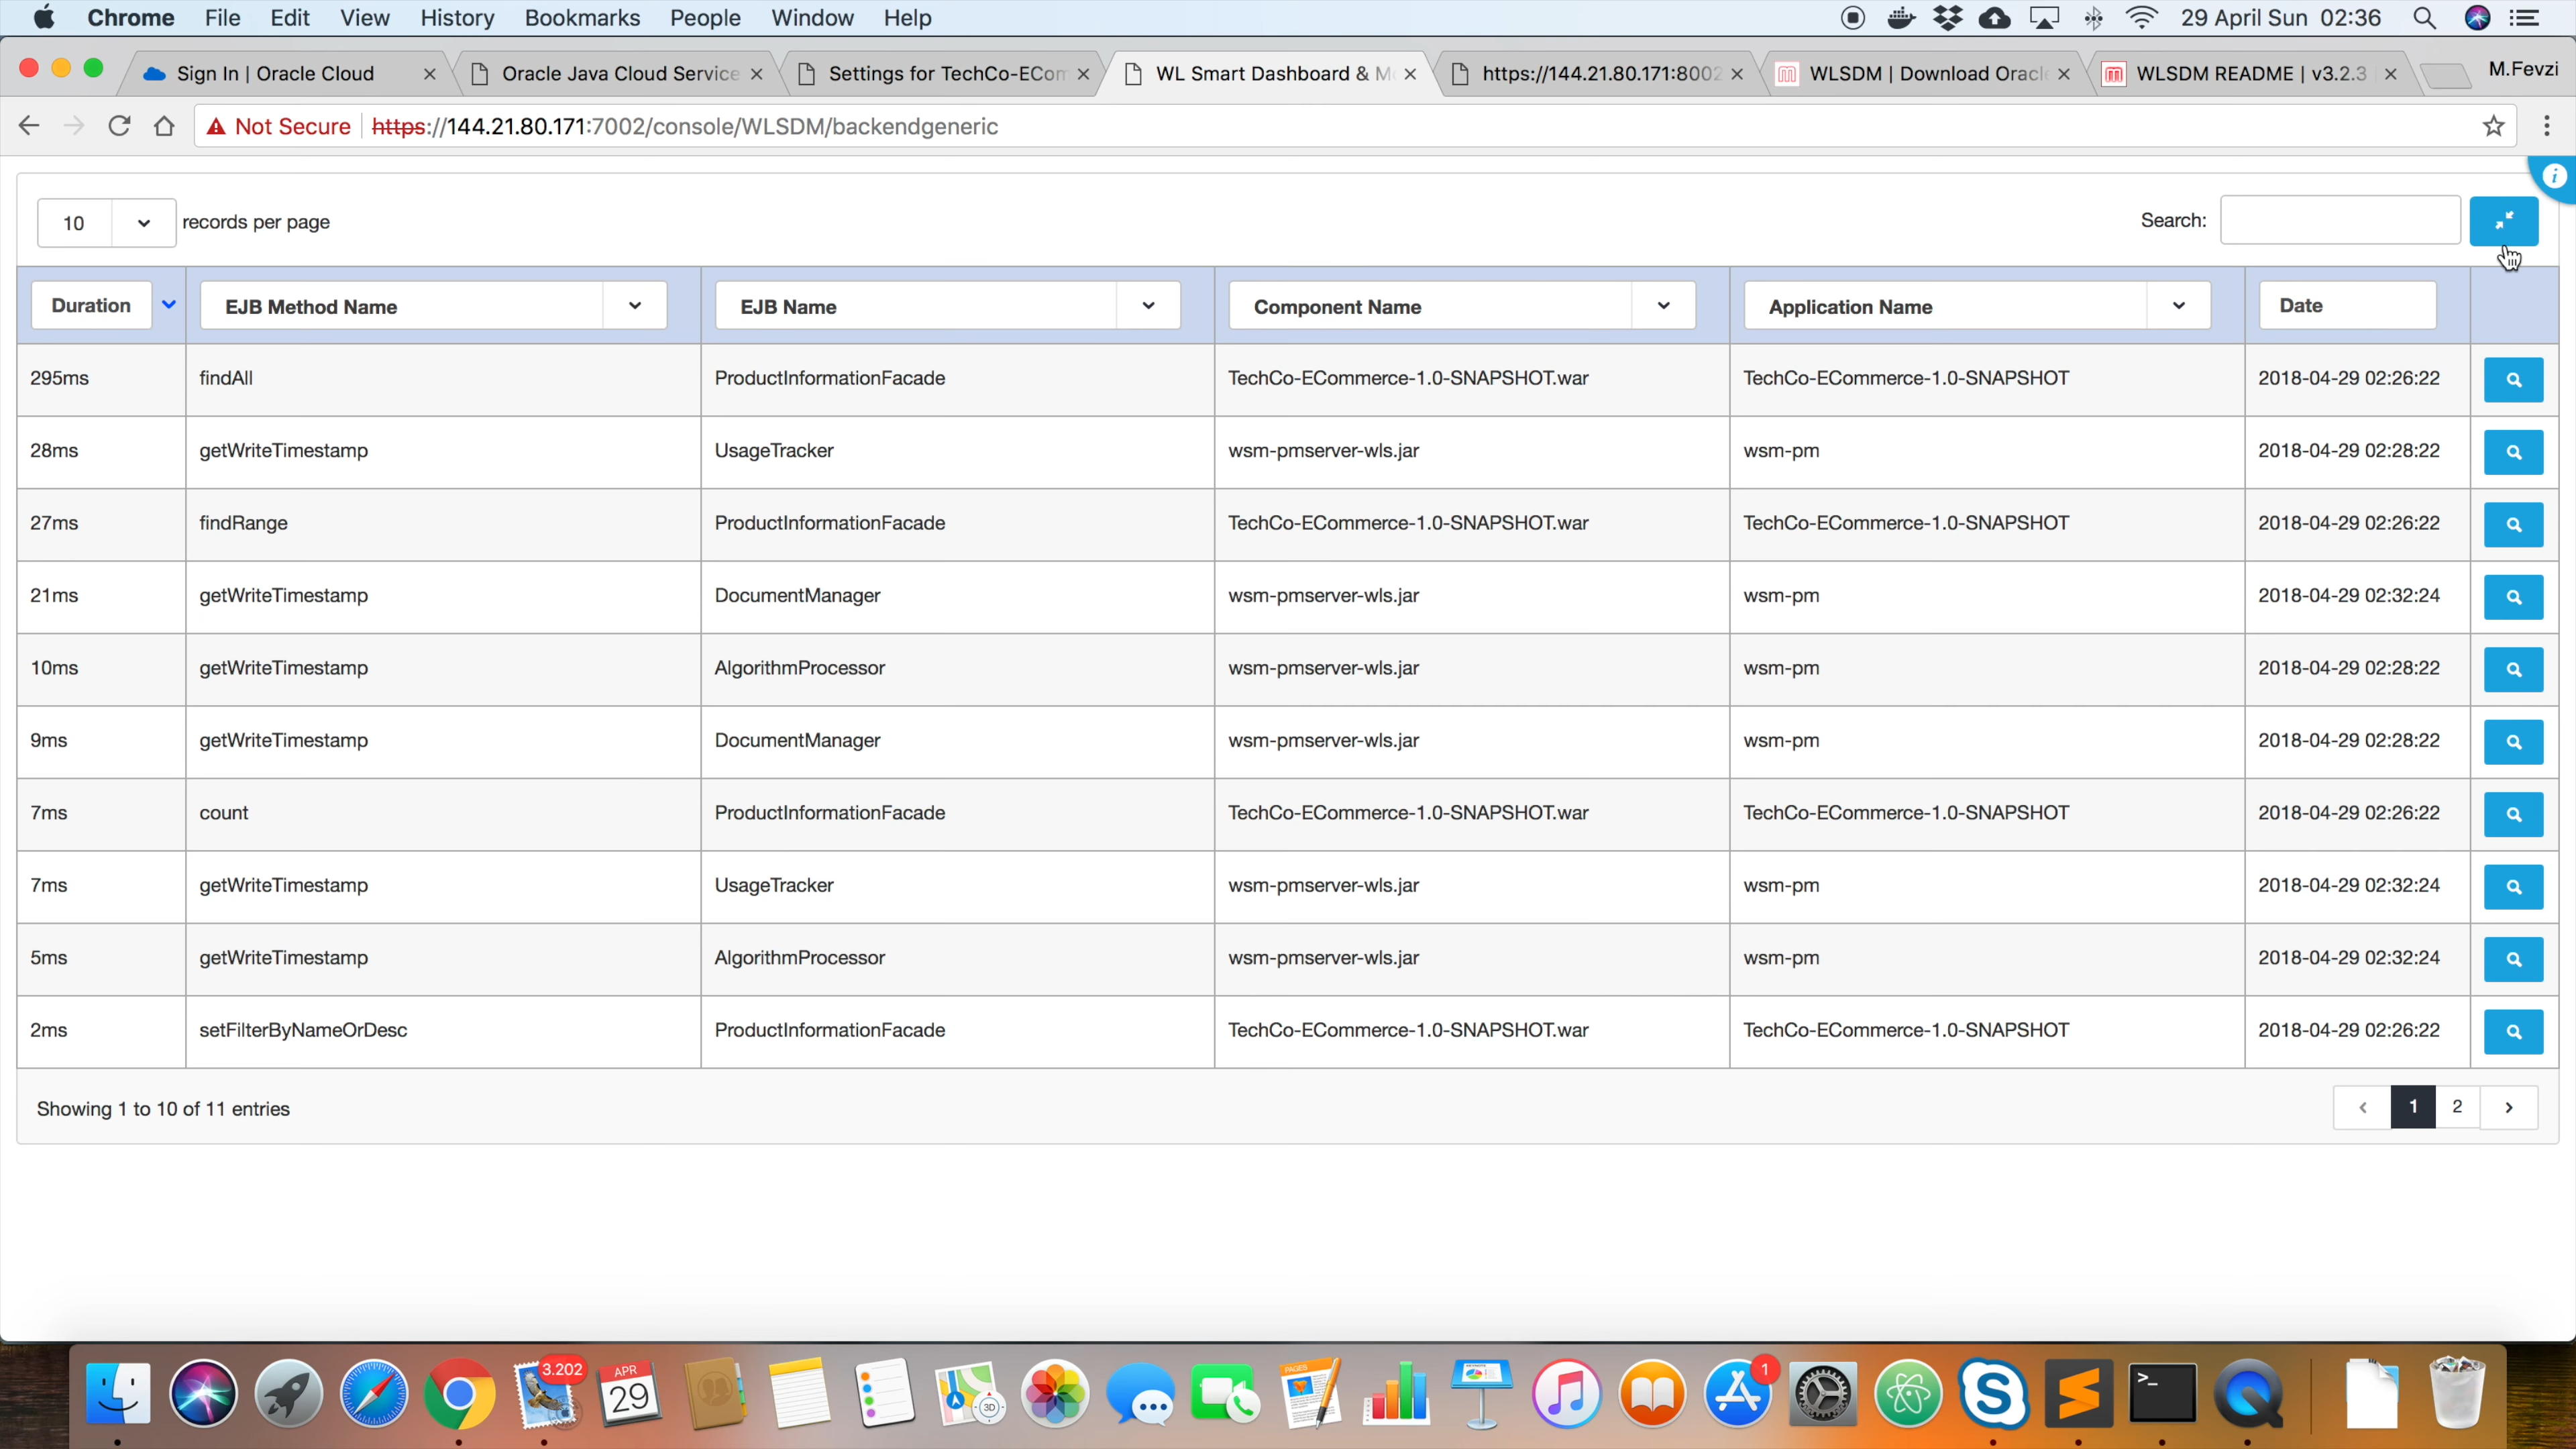 Chrome File Edit View History Bookmarks People Window Help 29 April Sun 02:36
Sign In | Oracle Cloud Oracle Java Cloud Service Settings for TechCo-ECom WL Smart Dashboard & M https://144.21.80.171:8002 WLSDM | Download Oracl WLSDM README | v3.2.3 M.Fevzi
Not Secure https://144.21.80.171:7002/console/WLSDM/backendgeneric
10 records per page Search:
Duration EJB Method Name EJB Name Component Name Application Name Date
295ms findAll ProductInformationFacade TechCo-ECommerce-1.0-SNAPSHOT.war TechCo-ECommerce-1.0-SNAPSHOT 2018-04-29 02:26:22
28ms getWriteTimestamp UsageTracker wsm-pmserver-wls.jar wsm-pm 2018-04-29 02:28:22
27ms findRange ProductInformationFacade TechCo-ECommerce-1.0-SNAPSHOT.war TechCo-ECommerce-1.0-SNAPSHOT 2018-04-29 02:26:22
21ms getWriteTimestamp DocumentManager wsm-pmserver-wls.jar wsm-pm 2018-04-29 02:32:24
10ms getWriteTimestamp AlgorithmProcessor wsm-pmserver-wls.jar wsm-pm 2018-04-29 02:28:22
9ms getWriteTimestamp DocumentManager wsm-pmserver-wls.jar wsm-pm 2018-04-29 02:28:22
7ms count ProductInformationFacade TechCo-ECommerce-1.0-SNAPSHOT.war TechCo-ECommerce-1.0-SNAPSHOT 2018-04-29 02:26:22
7ms getWriteTimestamp UsageTracker wsm-pmserver-wls.jar wsm-pm 2018-04-29 02:32:24
5ms getWriteTimestamp AlgorithmProcessor wsm-pmserver-wls.jar wsm-pm 2018-04-29 02:32:24
2ms setFilterByNameOrDesc ProductInformationFacade TechCo-ECommerce-1.0-SNAPSHOT.war TechCo-ECommerce-1.0-SNAPSHOT 2018-04-29 02:26:22
Showing 1 to 10 of 11 entries ‹ 1 2 ›
3.202 APR 29 3D PAGES 1